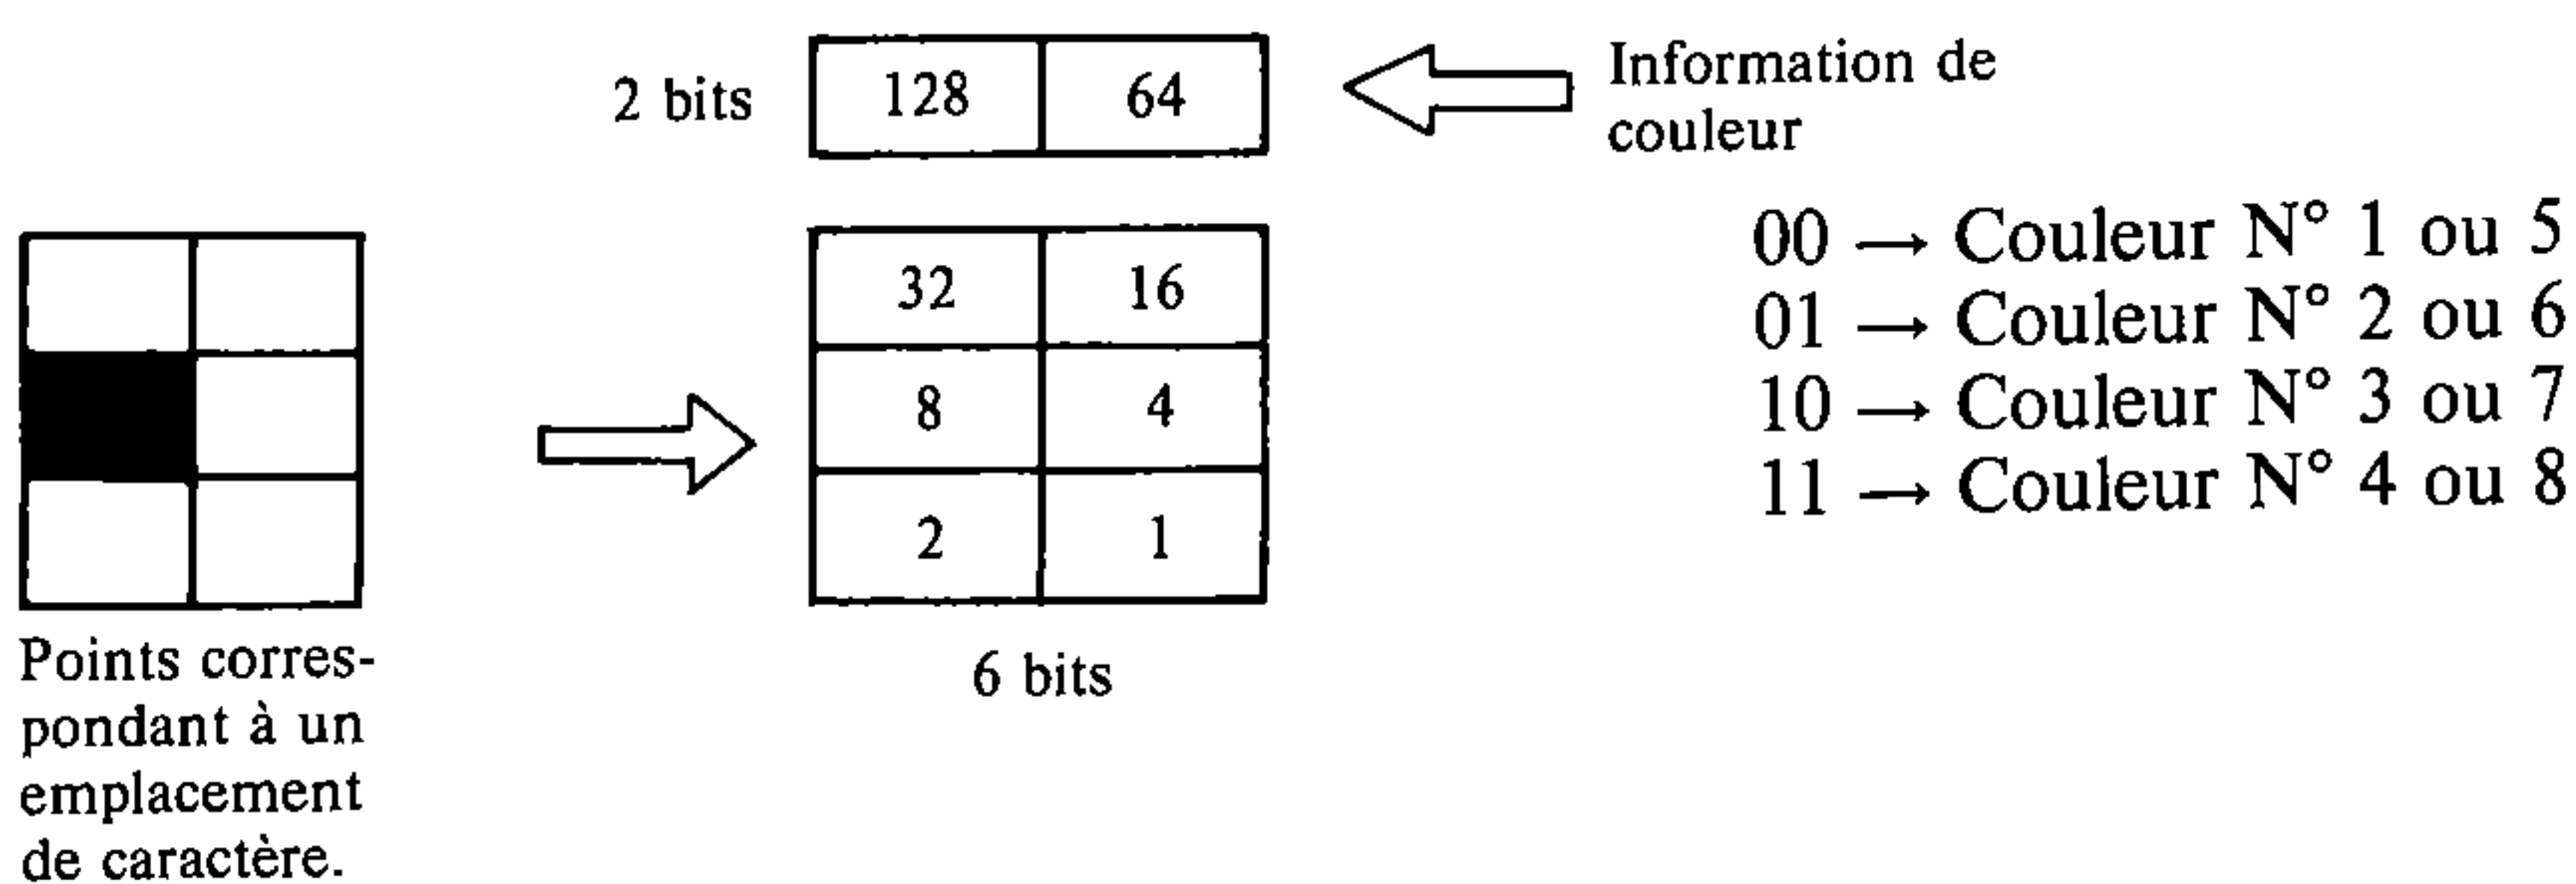 2 bits
128 64
Information de
couleur
00 → Couleur N° 1 ou 5
01 → Couleur N° 2 ou 6
10 → Couleur N° 3 ou 7
11 → Couleur N° 4 ou 8
32 16
8 4
2 1
6 bits
Points corres-
pondant à un
emplacement
de caractère.